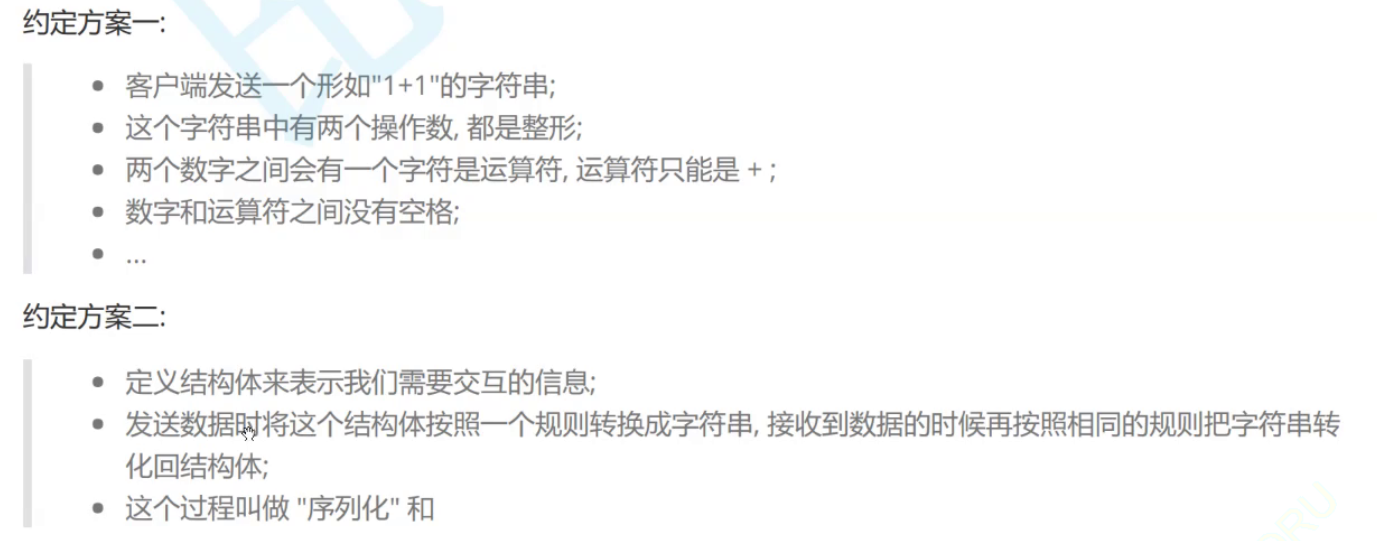 约定方案一:
• 客户端发送一个形如"1+1"的字符串;
• 这个字符串中有两个操作数, 都是整形;
• 两个数字之间会有一个字符是运算符, 运算符只能是 + ;
• 数字和运算符之间没有空格;
• ...
约定方案二:
• 定义结构体来表示我们需要交互的信息;
• 发送数据时将这个结构体按照一个规则转换成字符串, 接收到数据的时候再按照相同的规则把字符串转
化回结构体;
• 这个过程叫做 "序列化" 和